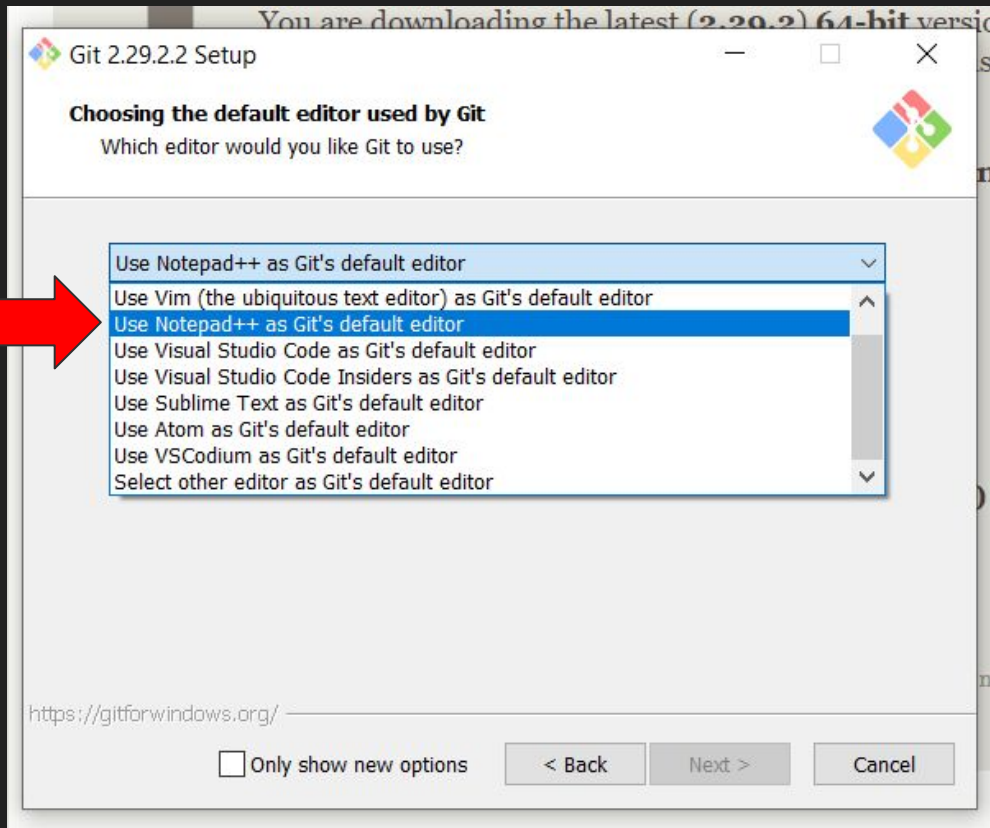 You are downloading the latest (2.29.2) 64-bit versio
Git 2.29.2.2 Setup
Choosing the default editor used by Git
Which editor would you like Git to use?
Use Notepad++ as Git's default editor
Use Vim (the ubiquitous text editor) as Git's default editor
Use Notepad++ as Git's default editor
Use Visual Studio Code as Git's default editor
Use Visual Studio Code Insiders as Git's default editor
Use Sublime Text as Git's default editor
Use Atom as Git's default editor
Use VSCodium as Git's default editor
Select other editor as Git's default editor
https://gitforwindows.org/
Only show new options
< Back
Next >
Cancel